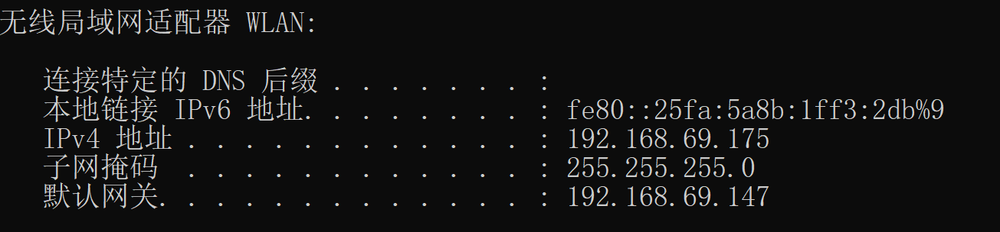 无线局域网适配器 WLAN:
连接特定的 DNS 后缀 . . . . . . . :
本地链接 IPv6 地址. . . . . . . . : fe80::25fa:5a8b:1ff3:2db%9
IPv4 地址 . . . . . . . . . . . . : 192.168.69.175
子网掩码  . . . . . . . . . . . . : 255.255.255.0
默认网关. . . . . . . . . . . . . : 192.168.69.147